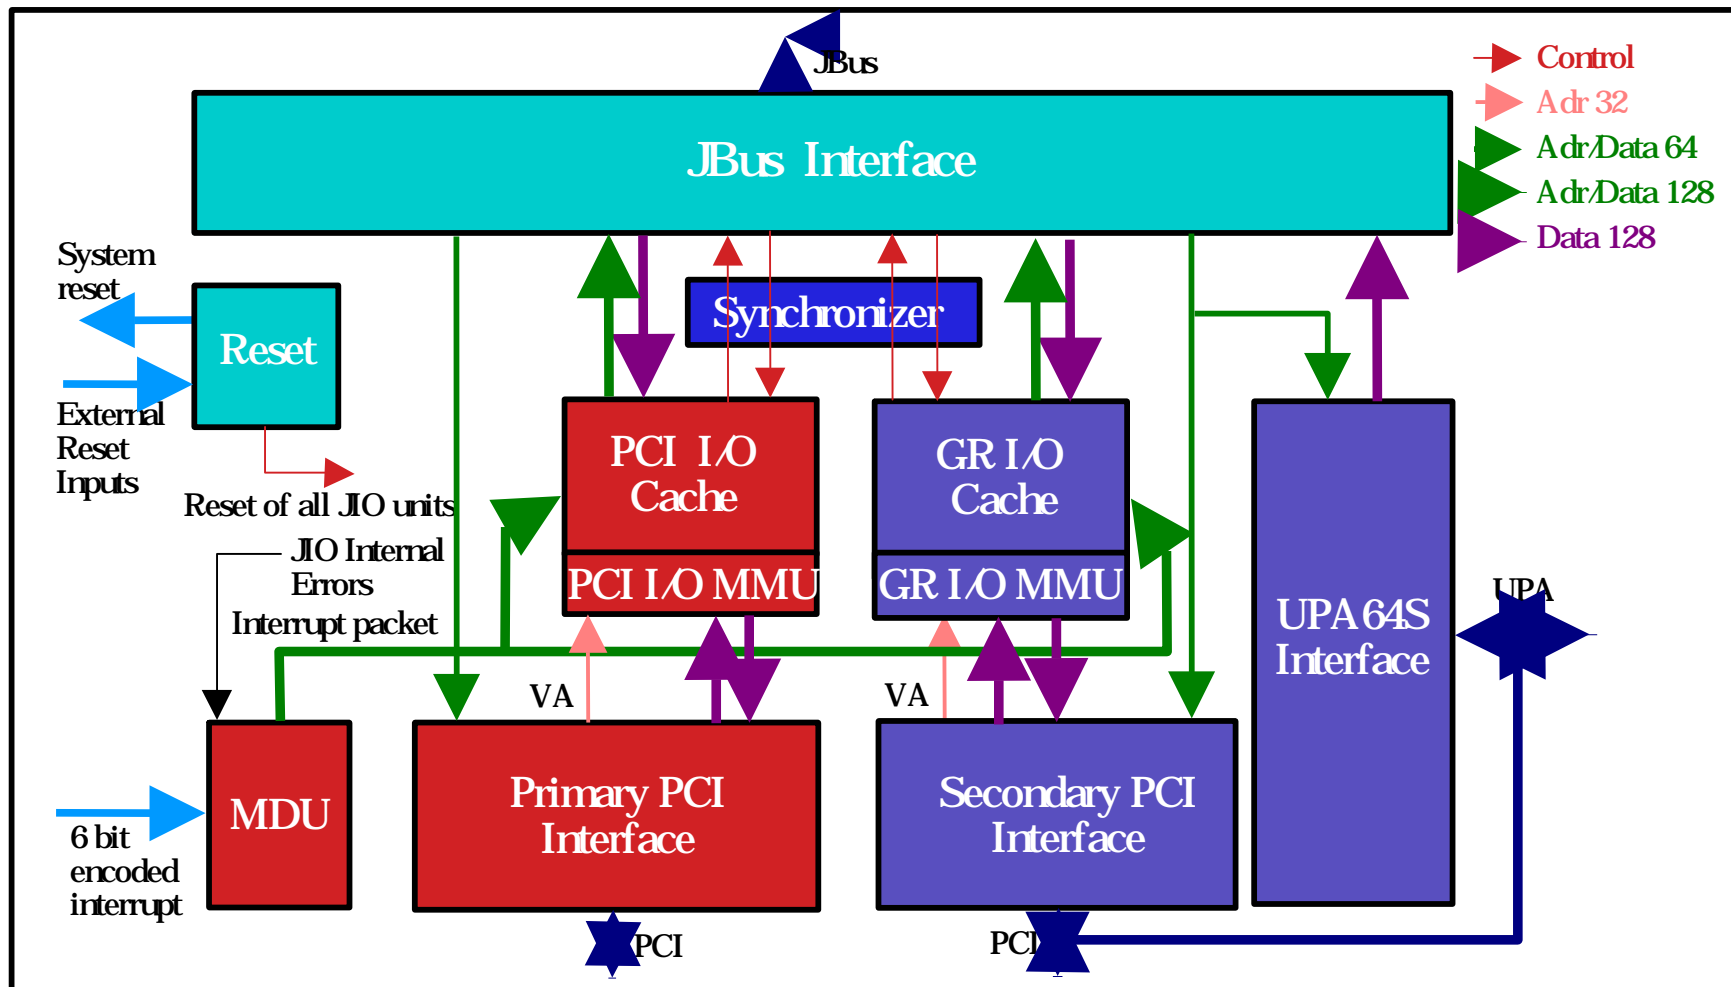 JBus
Control
Adr 32
Adr/Data 64
Adr/Data 128
Data 128
JBus Interface
System
reset
Reset
External
Reset
Inputs
Reset of all JIO units
Synchronizer
PCI I/O
Cache
PCI I/O MMU
GR I/O
Cache
GR I/O MMU
JIO Internal
Errors
Interrupt packet
UPA
UPA 64S
Interface
VA
VA
MDU
6 bit
encoded
interrupt
Primary PCI
Interface
Secondary PCI
Interface
PCI
PCI